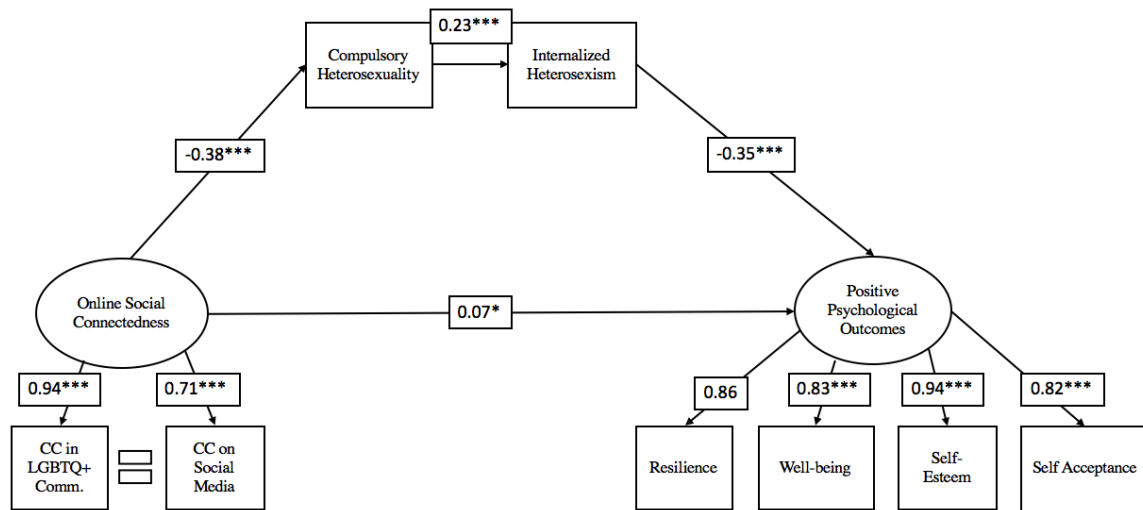 0.23***
Compulsory
Heterosexuality
Internalized
Heterosexism
-0.38***
-0.35***
Online Social
Connectedness
0.07*
Positive
Psychological
Outcomes
0.94***
0.71***
0.86
0.83***
0.94***
0.82***
CC in
LGBTQ+
Comm.
CC on
Social
Media
Resilience
Well-being
Self-
Esteem
Self Acceptance